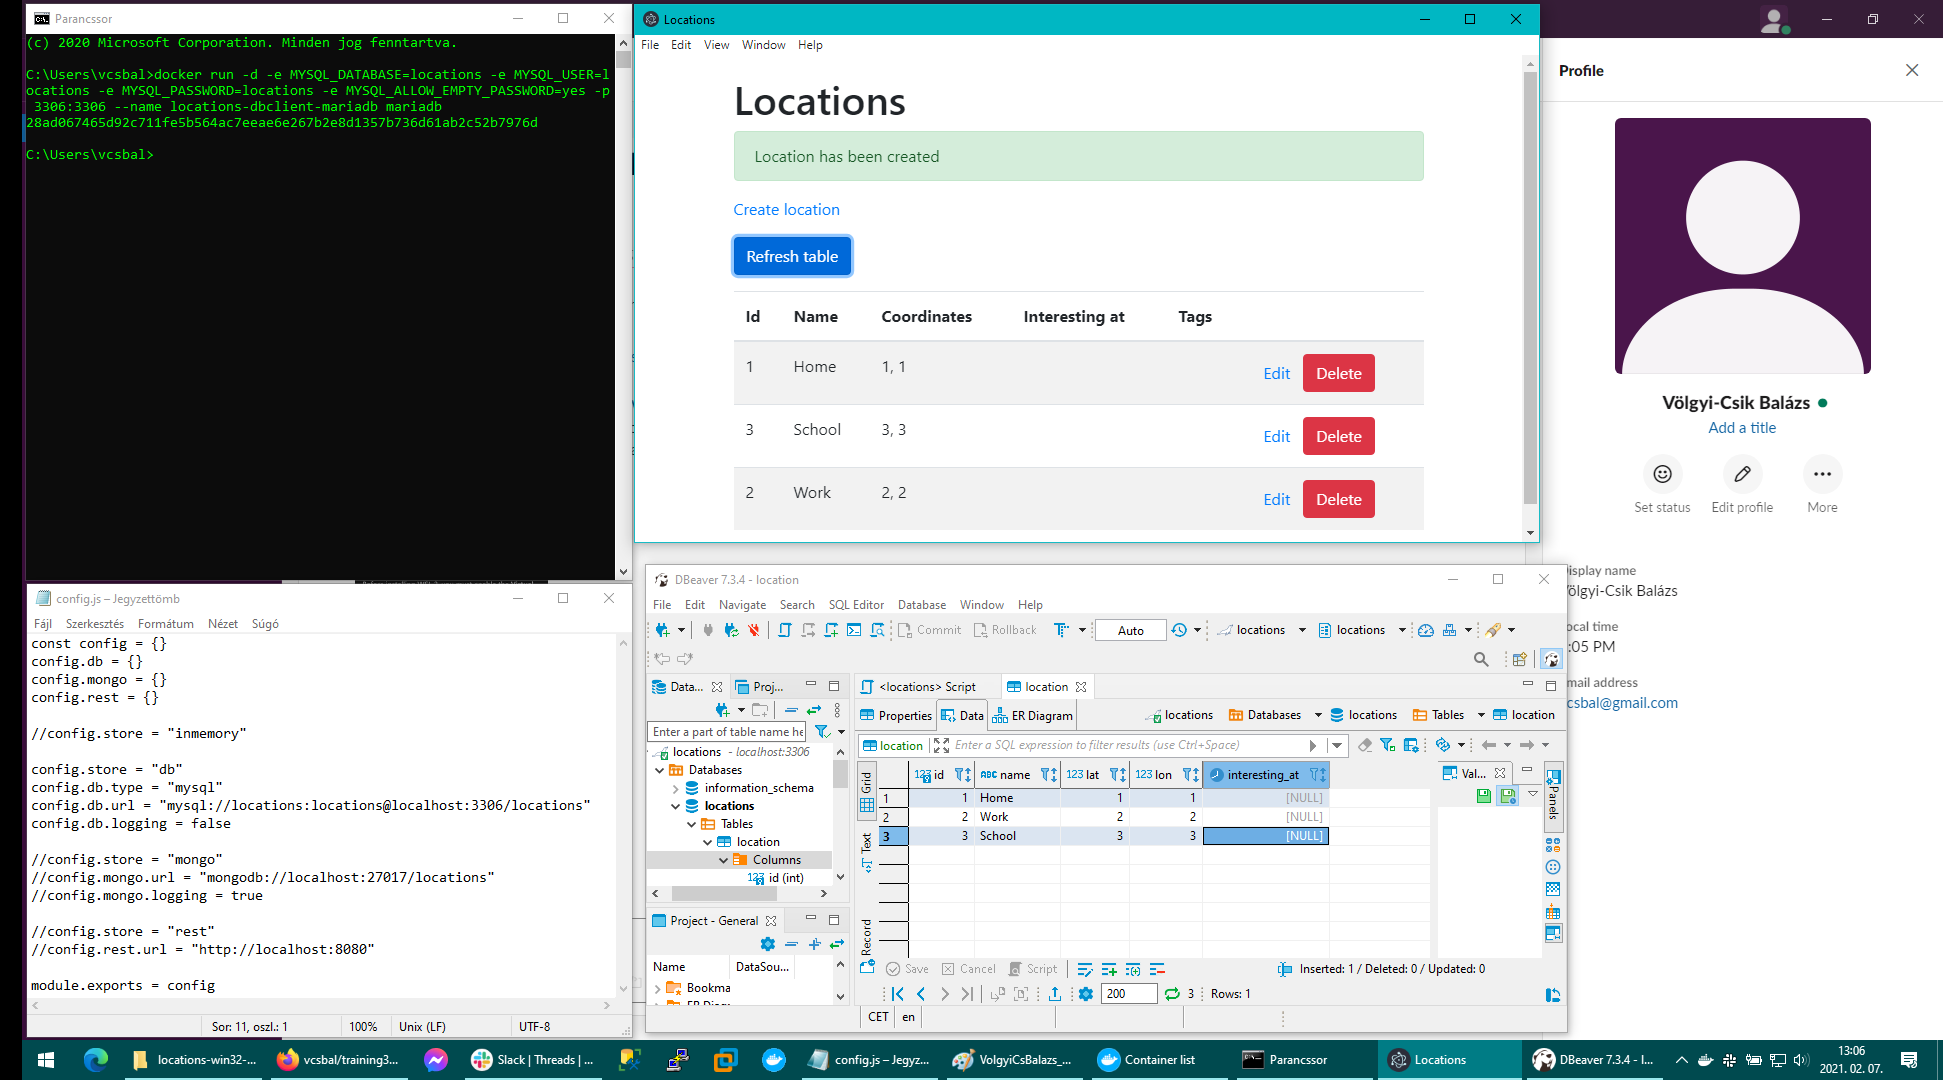 Parancssor
(c) 2020 Microsoft Corporation. Minden jog fenntartva.
C:\Users\vcsbal>docker run -d -e MYSQL_DATABASE=locations -e MYSQL_USER=l
ocations -e MYSQL_PASSWORD=locations -e MYSQL_ALLOW_EMPTY_PASSWORD=yes -p
3306:3306 --name locations-dbclient-mariadb mariadb
28ad067465d92c711fe5b564ac7eeae6e267b2e8d1357b736d61ab2c52b7976d
C:\Users\vcsbal>
Locations
File Edit View Window Help
Locations
Location has been created
Create location
Refresh table
Id Name Coordinates Interesting at Tags
1 Home 1, 1 Edit Delete
3 School 3, 3 Edit Delete
2 Work 2, 2 Edit Delete
Profile
Völgyi-Csik Balázs
Add a title
Set status Edit profile More
isplay name
ölgyi-Csik Balázs
ocal time
:05 PM
mail address
csbal@gmail.com
config.js – Jegyzettömb
Fájl Szerkesztés Formátum Nézet Súgó
const config = {}
config.db = {}
config.mongo = {}
config.rest = {}
//config.store = "inmemory"
config.store = "db"
config.db.type = "mysql"
config.db.url = "mysql://locations:locations@localhost:3306/locations"
config.db.logging = false
//config.store = "mongo"
//config.mongo.url = "mongodb://localhost:27017/locations"
//config.mongo.logging = true
//config.store = "rest"
//config.rest.url = "http://localhost:8080"
module.exports = config
Sor: 11, oszl.: 1 100% Unix (LF) UTF-8
DBeaver 7.3.4 - location
File Edit Navigate Search SQL Editor Database Window Help
Commit Rollback Auto locations locations
Data... Proj...
Enter a part of table name he
locations - localhost:3306
Databases
information_schema
locations
Tables
location
Columns
123 id (int)
Project - General
Name DataSou...
Bookma
<locations> Script location
Properties Data ER Diagram locations Databases locations Tables location
location Enter a SQL expression to filter results (use Ctrl+Space)
Grid
Text
Record
123 id ABC name 123 lat 123 lon interesting_at
1 1 Home 1 1 [NULL]
2 2 Work 2 2 [NULL]
3 3 School 3 3 [NULL]
Val...
Panels
Save Cancel Script Inserted: 1 / Deleted: 0 / Updated: 0
200 3 Rows: 1
CET en
locations-win32-... vcsbal/training3... Slack | Threads | ... config.js – Jegyz... VolgyiCsBalazs_... Container list Parancssor Locations DBeaver 7.3.4 - l...
13:06
2021. 02. 07.